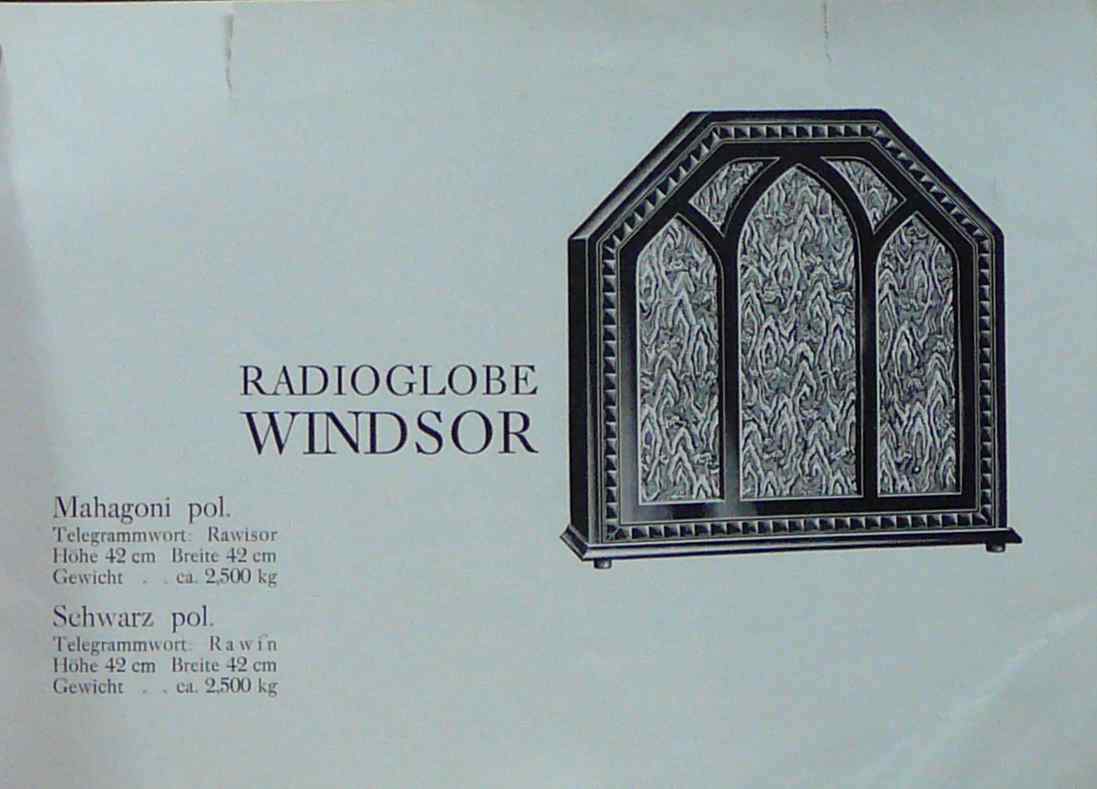 RADIOGLOBE
WINDSOR
Mahagoni pol.
Telegrammwort: Rawisor
Höhe 42 cm Breite 42 cm
Gewicht . . ca. 2,500 kg
Schwarz pol.
Telegrammwort: Rawin
Höhe 42 cm Breite 42 cm
Gewicht . . ca. 2,500 kg